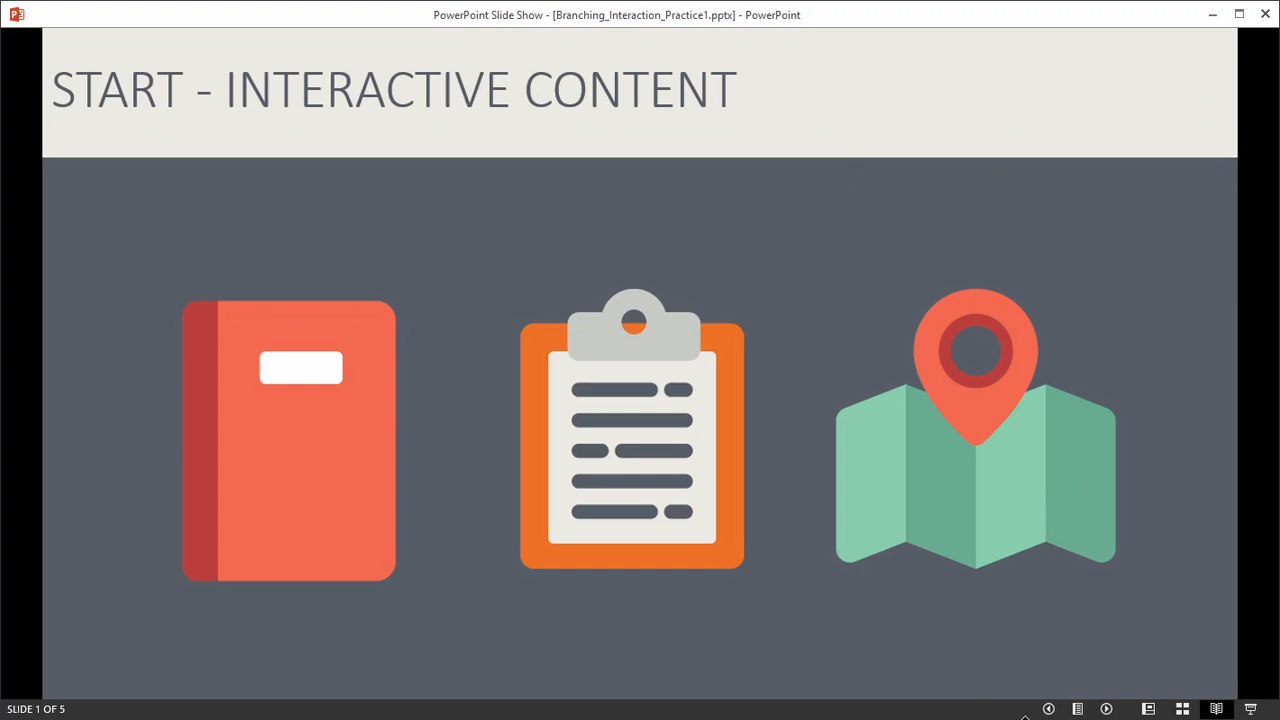 PowerPoint Slide Show - [Branching_Interaction_Practice1.pptx] - PowerPoint
START - INTERACTIVE CONTENT
SLIDE 1 OF 5